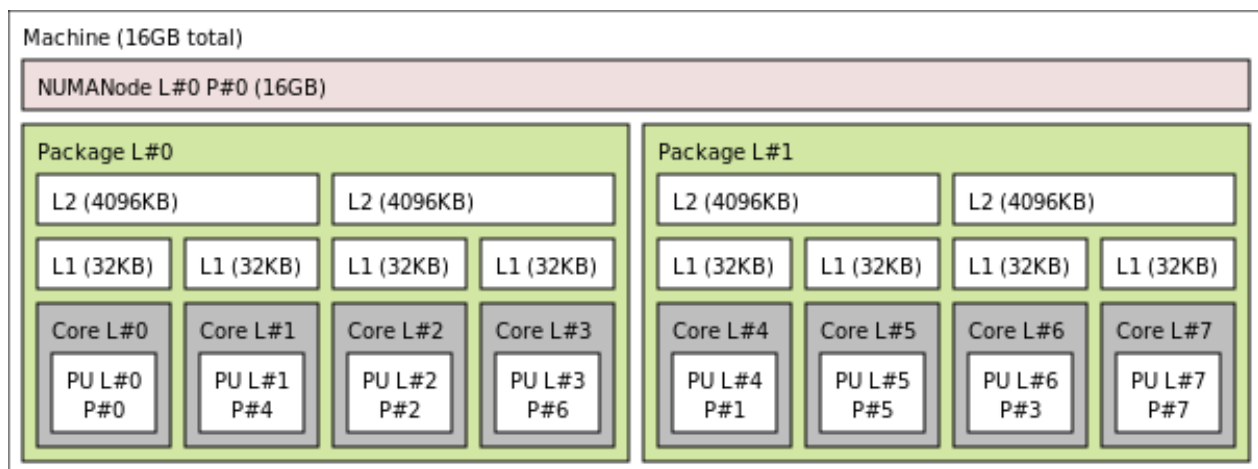 Machine (16GB total)
NUMANode L#0 P#0 (16GB)
Package L#0
L2 (4096KB)
L2 (4096KB)
L1 (32KB)
L1 (32KB)
L1 (32KB)
L1 (32KB)
Core L#0
PU L#0
P#0
Core L#1
PU L#1
P#4
Core L#2
PU L#2
P#2
Core L#3
PU L#3
P#6
Package L#1
L2 (4096KB)
L2 (4096KB)
L1 (32KB)
L1 (32KB)
L1 (32KB)
L1 (32KB)
Core L#4
PU L#4
P#1
Core L#5
PU L#5
P#5
Core L#6
PU L#6
P#3
Core L#7
PU L#7
P#7